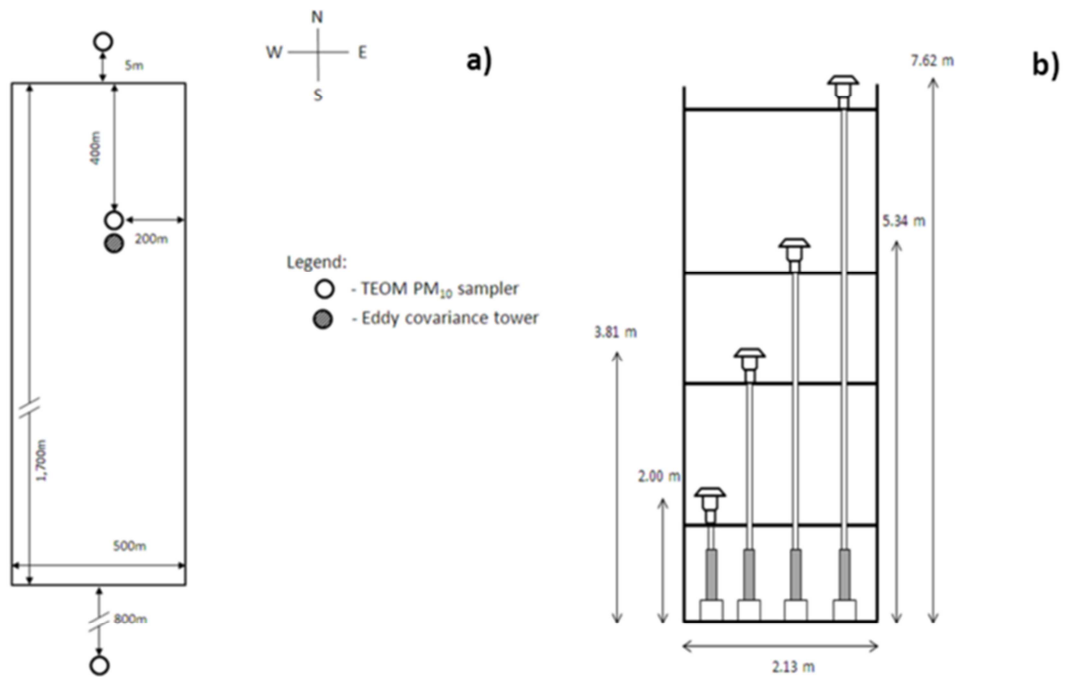 N
W E
S
a)
5m
400m
200m
1,700m
500m
800m
Legend:
- TEOM PM₁₀ sampler
- Eddy covariance tower
b)
7.62 m
5.34 m
3.81 m
2.00 m
2.13 m